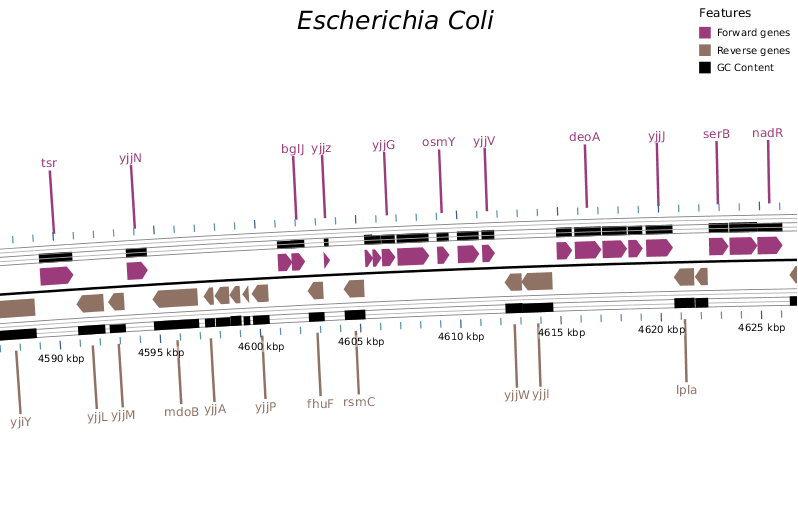 Escherichia Coli
Features
Forward genes
Reverse genes
GC Content
tsr
yjjN
bglJ
yjjz
yjjG
osmY
yjjV
deoA
yjjJ
serB
nadR
4590 kbp
4595 kbp
4600 kbp
4605 kbp
4610 kbp
4615 kbp
4620 kbp
4625 kbp
yjiY
yjjL
yjjM
mdoB
yjjA
yjjP
fhuF
rsmC
yjjW
yjjI
lpla